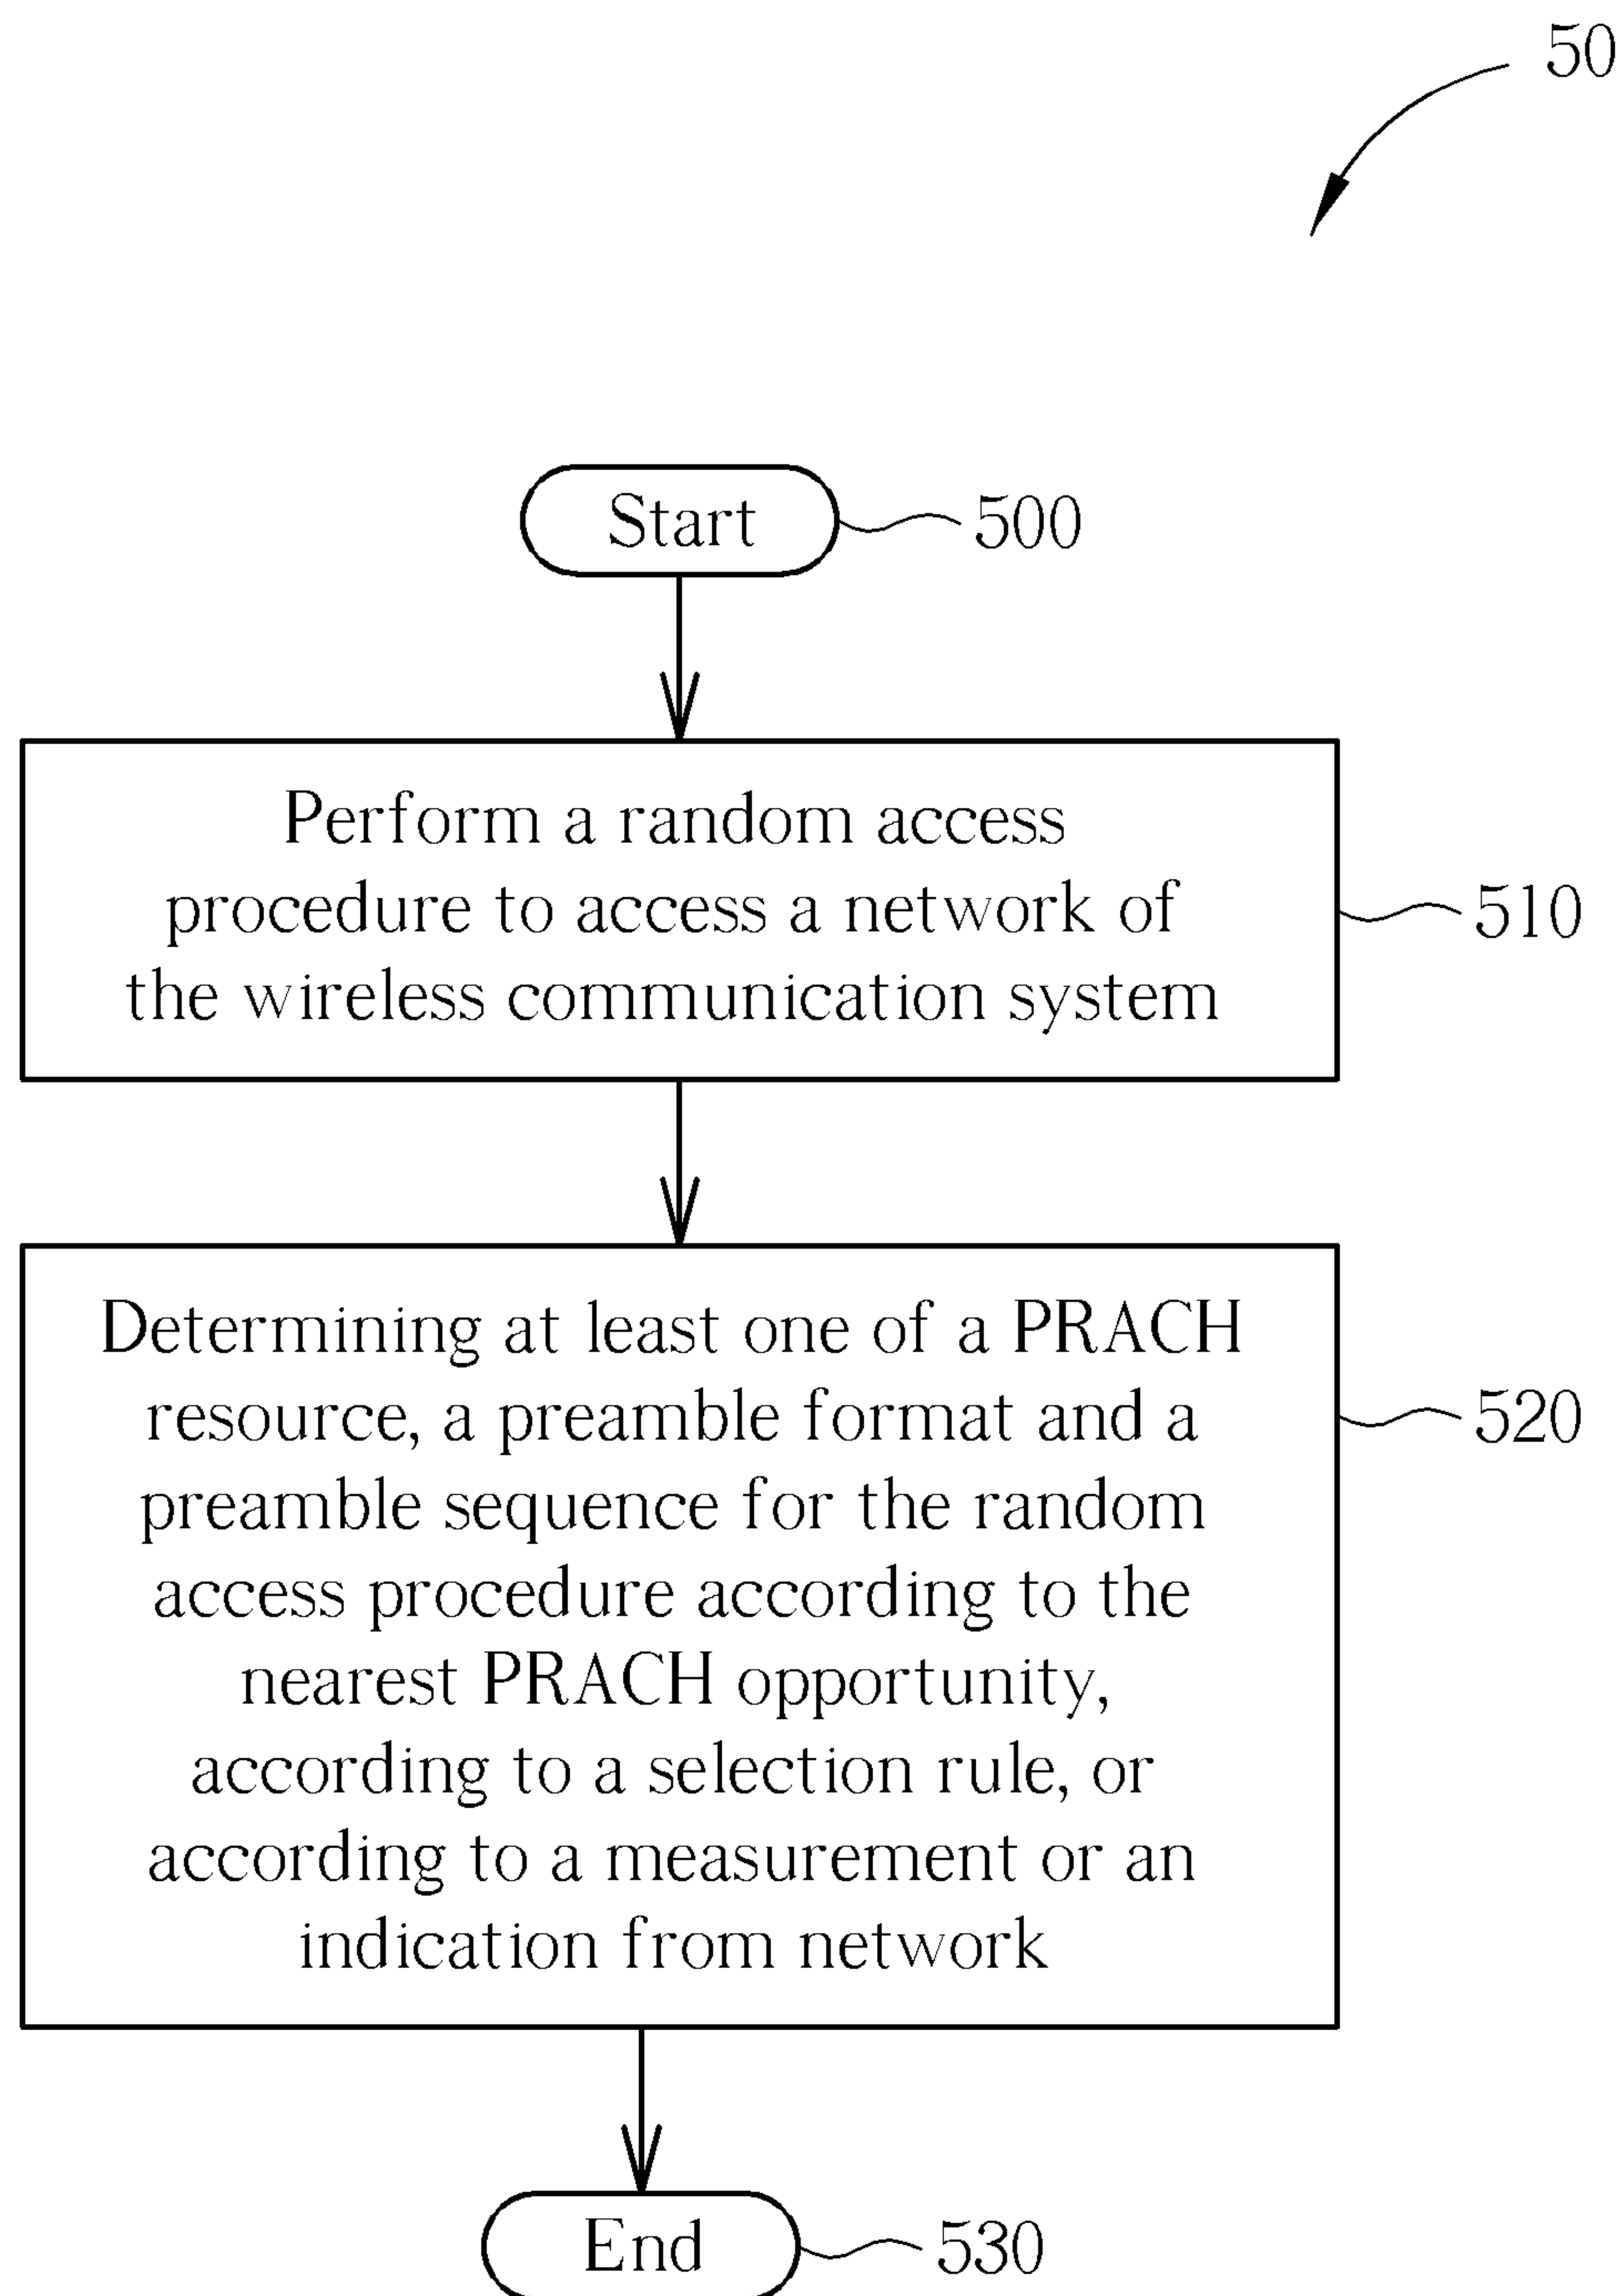 50
Start
500
Perform a random access
procedure to access a network of
the wireless communication system
510
Determining at least one of a PRACH
resource, a preamble format and a
preamble sequence for the random
access procedure according to the
nearest PRACH opportunity,
according to a selection rule, or
according to a measurement or an
indication from network
520
End
530